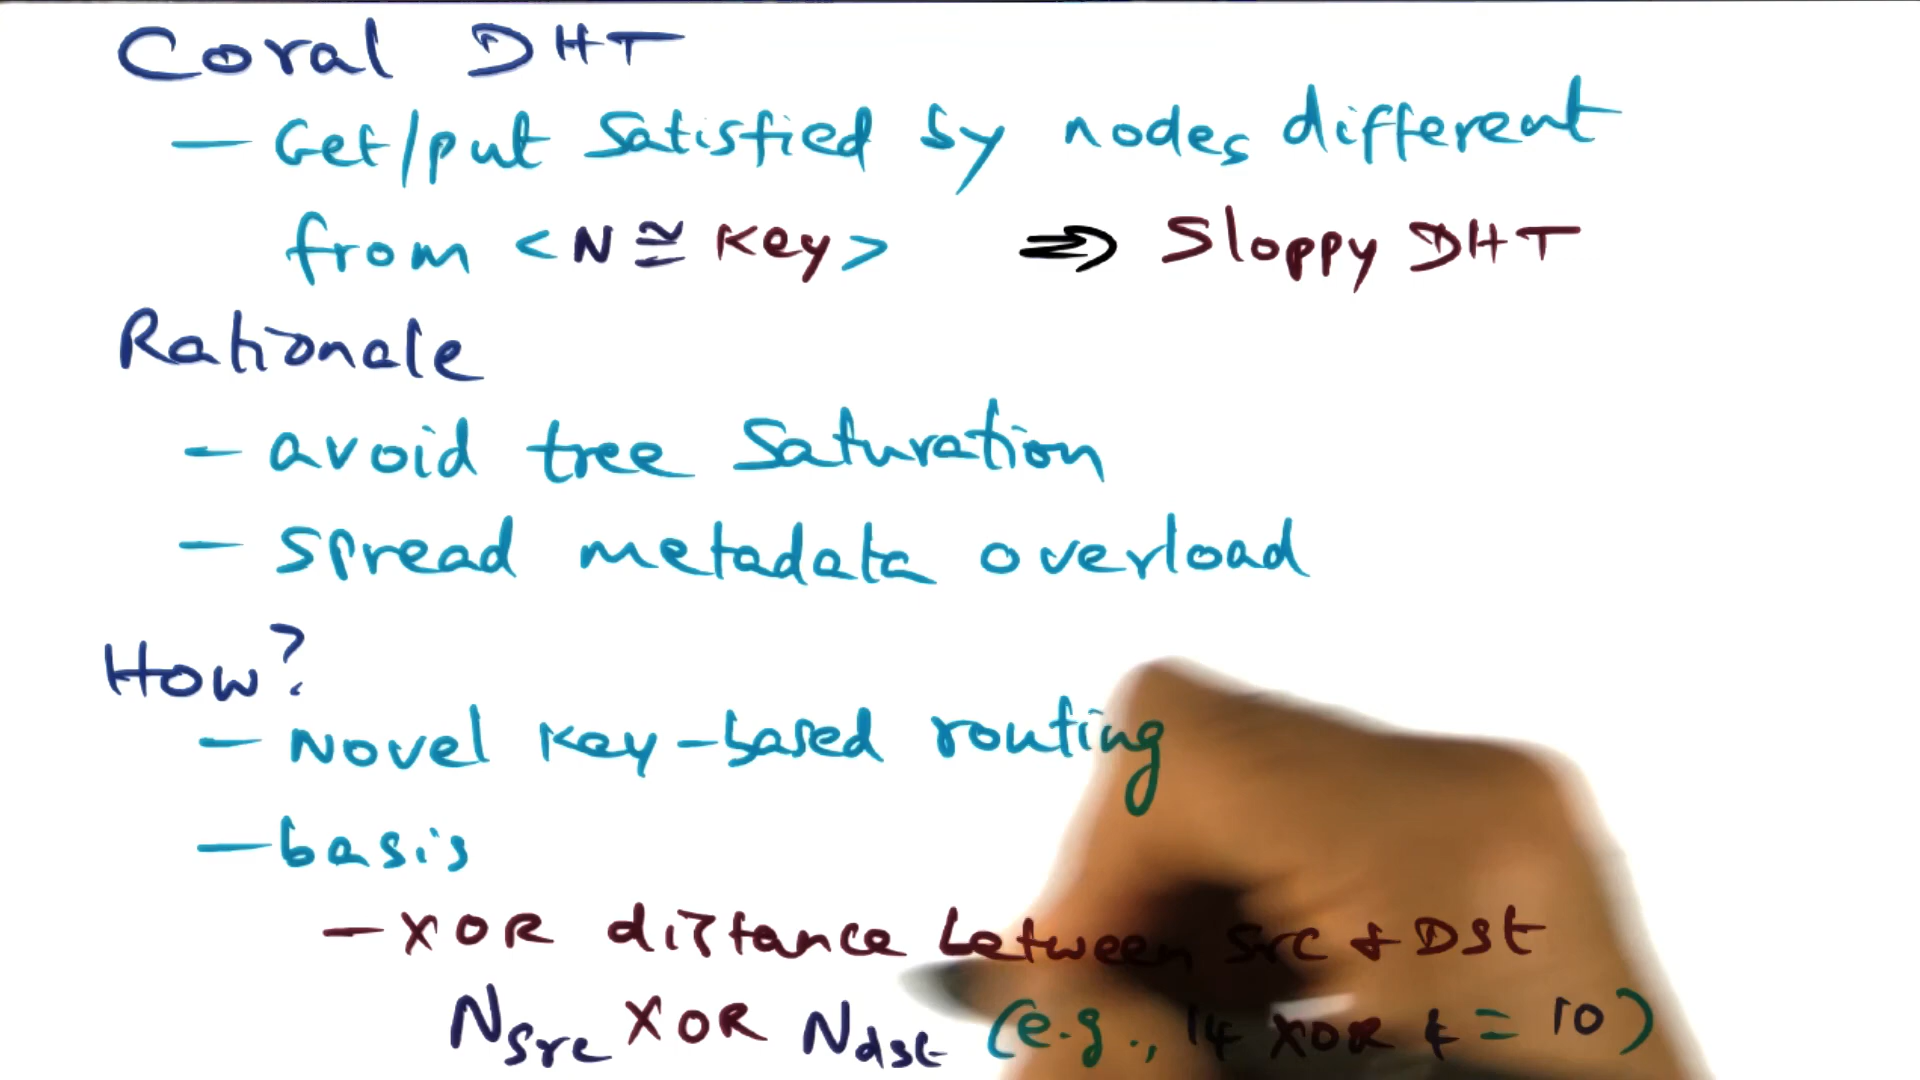 Coral DHT
- Get/put satisfied by nodes different
from <N ≅ key> ⇒ Sloppy DHT
Rationale
- avoid tree saturation
- spread metadata overload
How?
- novel key-based routing
- basis
- XOR distance between src & Dst
Nsrc XOR Ndst (e.g., 14 XOR 4 = 10)